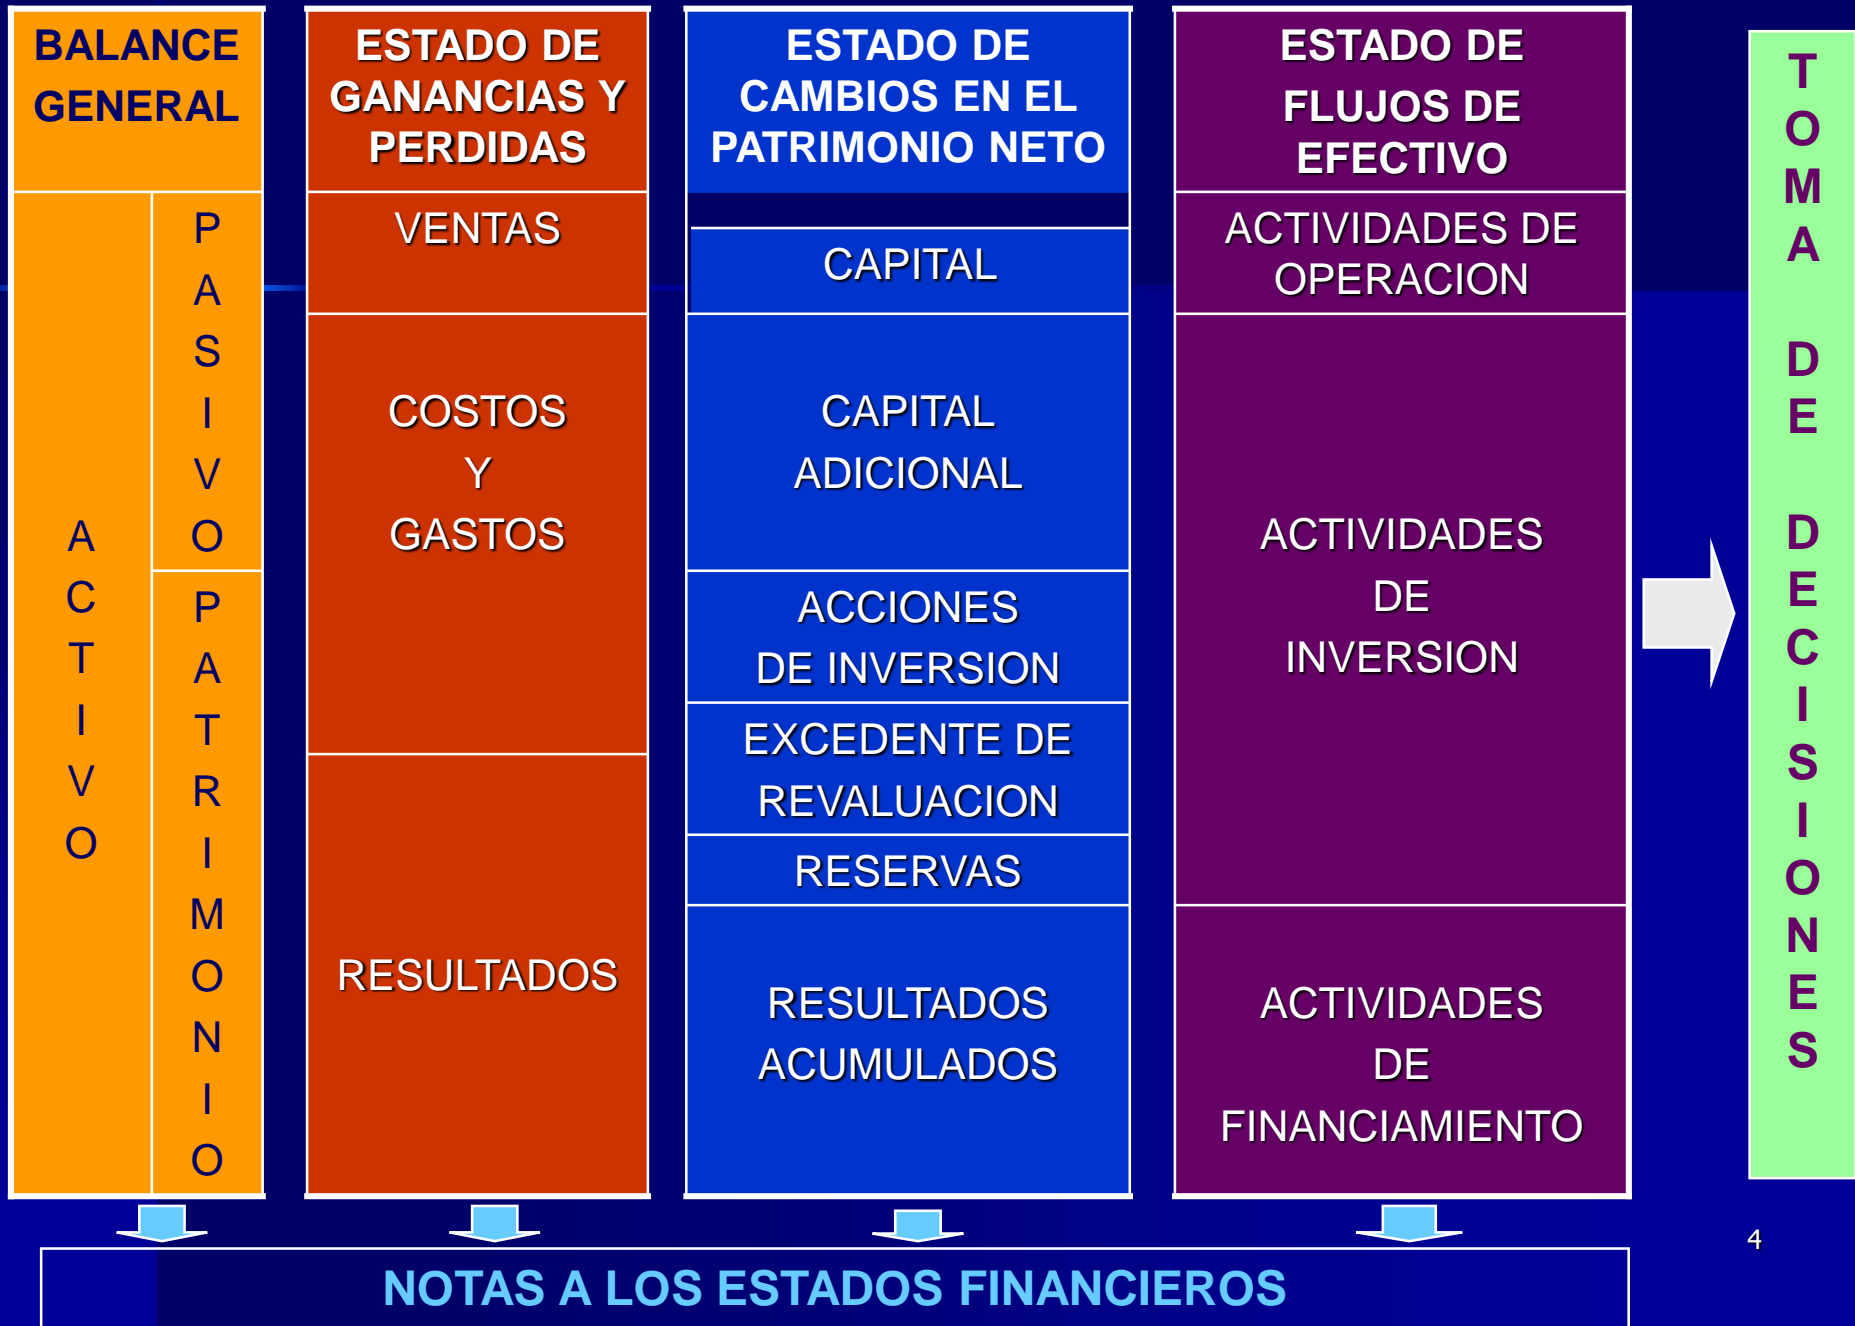 BALANCE
GENERAL
ACTIVO
PASIVO
PATRIMONIO
ESTADO DE
GANANCIAS Y
PERDIDAS
VENTAS
COSTOS
Y
GASTOS
RESULTADOS
ESTADO DE
CAMBIOS EN EL
PATRIMONIO NETO
CAPITAL
CAPITAL
ADICIONAL
ACCIONES
DE INVERSION
EXCEDENTE DE
REVALUACION
RESERVAS
RESULTADOS
ACUMULADOS
ESTADO DE
FLUJOS DE
EFECTIVO
ACTIVIDADES DE
OPERACION
ACTIVIDADES
DE
INVERSION
ACTIVIDADES
DE
FINANCIAMIENTO
TOMA DE DECISIONES
NOTAS A LOS ESTADOS FINANCIEROS
4